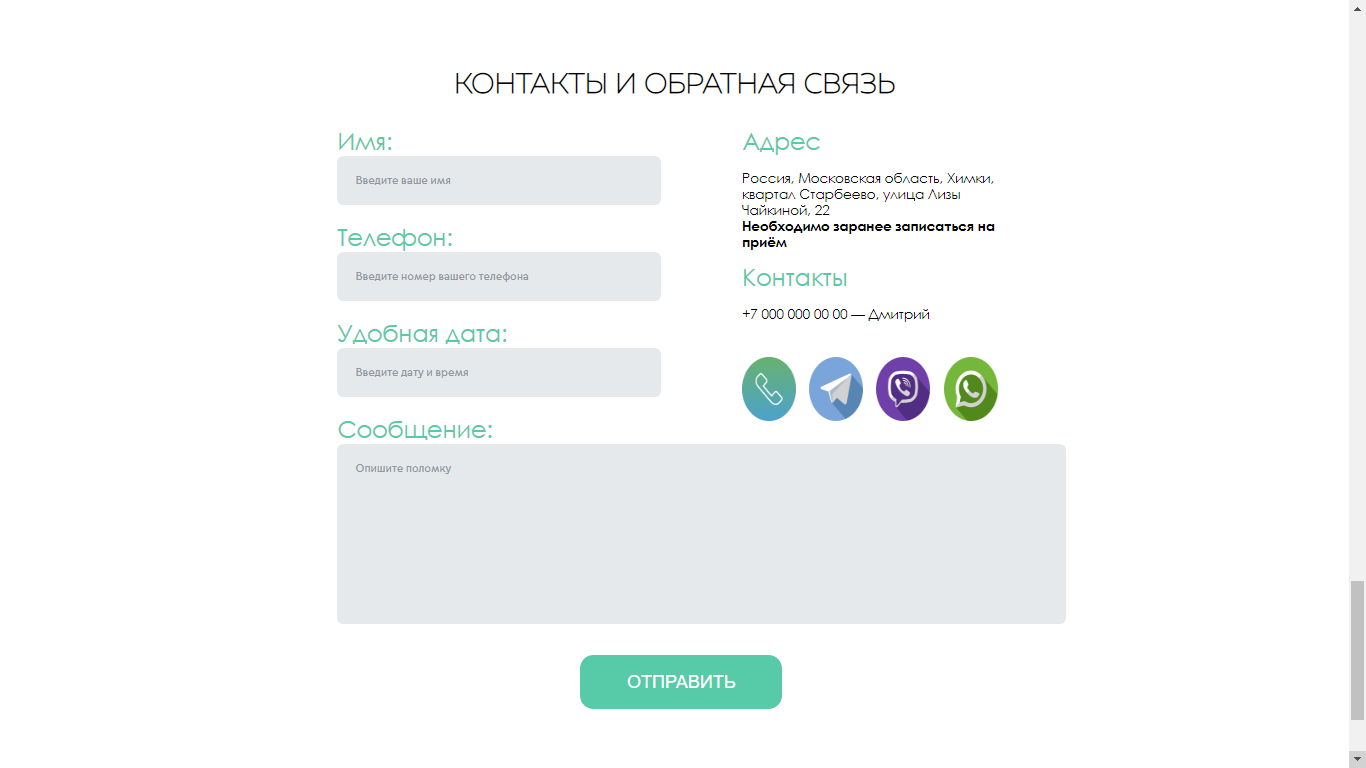 КОНТАКТЫ И ОБРАТНАЯ СВЯЗЬ
Имя:
Введите ваше имя
Телефон:
Введите номер вашего телефона
Удобная дата:
Введите дату и время
Адрес
Россия, Московская область, Химки,
квартал Старбеево, улица Лизы
Чайкиной, 22
Необходимо заранее записаться на
приём
Контакты
+7 000 000 00 00 — Дмитрий
Сообщение:
Опишите поломку
ОТПРАВИТЬ